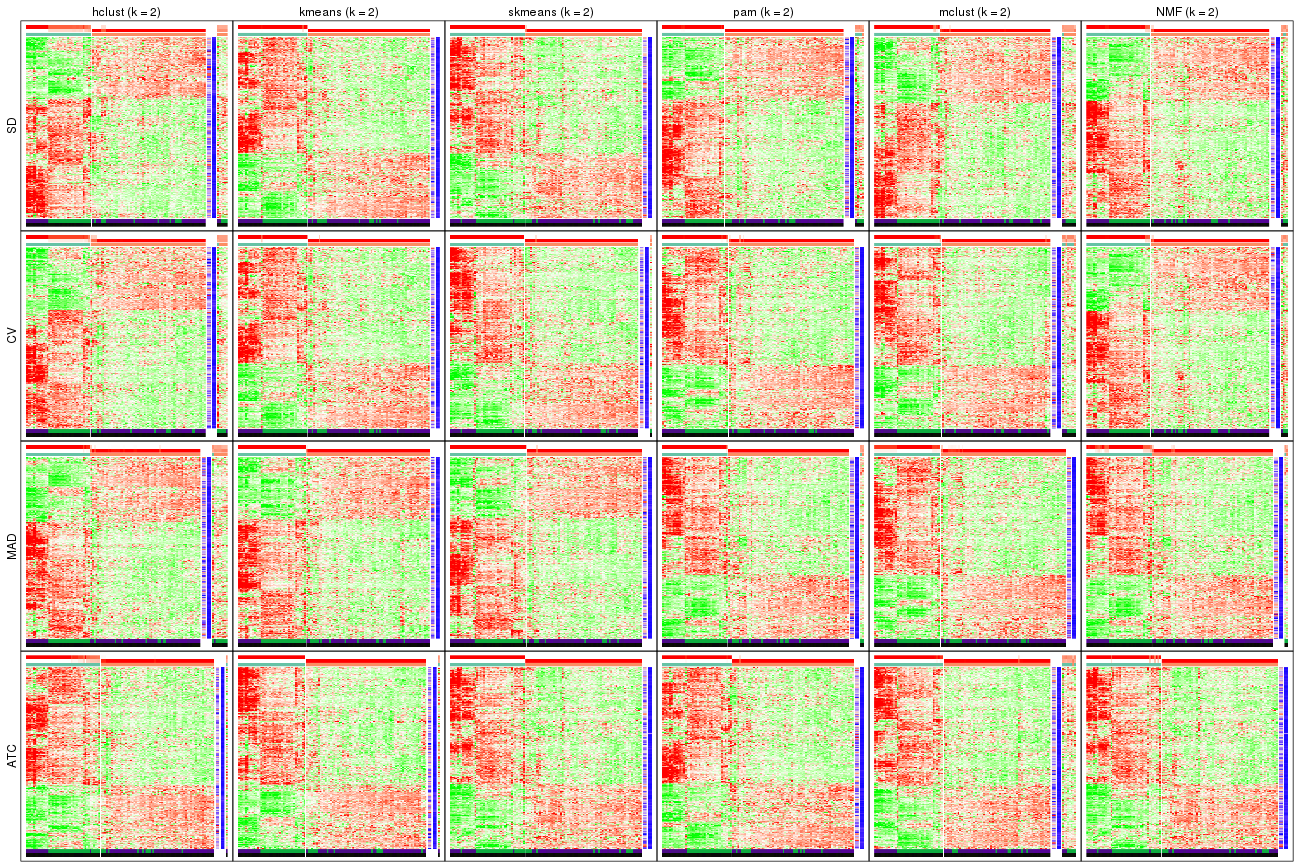 hclust (k = 2) kmeans (k = 2) skmeans (k = 2) pam (k = 2) mclust (k = 2) NMF (k = 2)
SD
CV
MAD
ATC